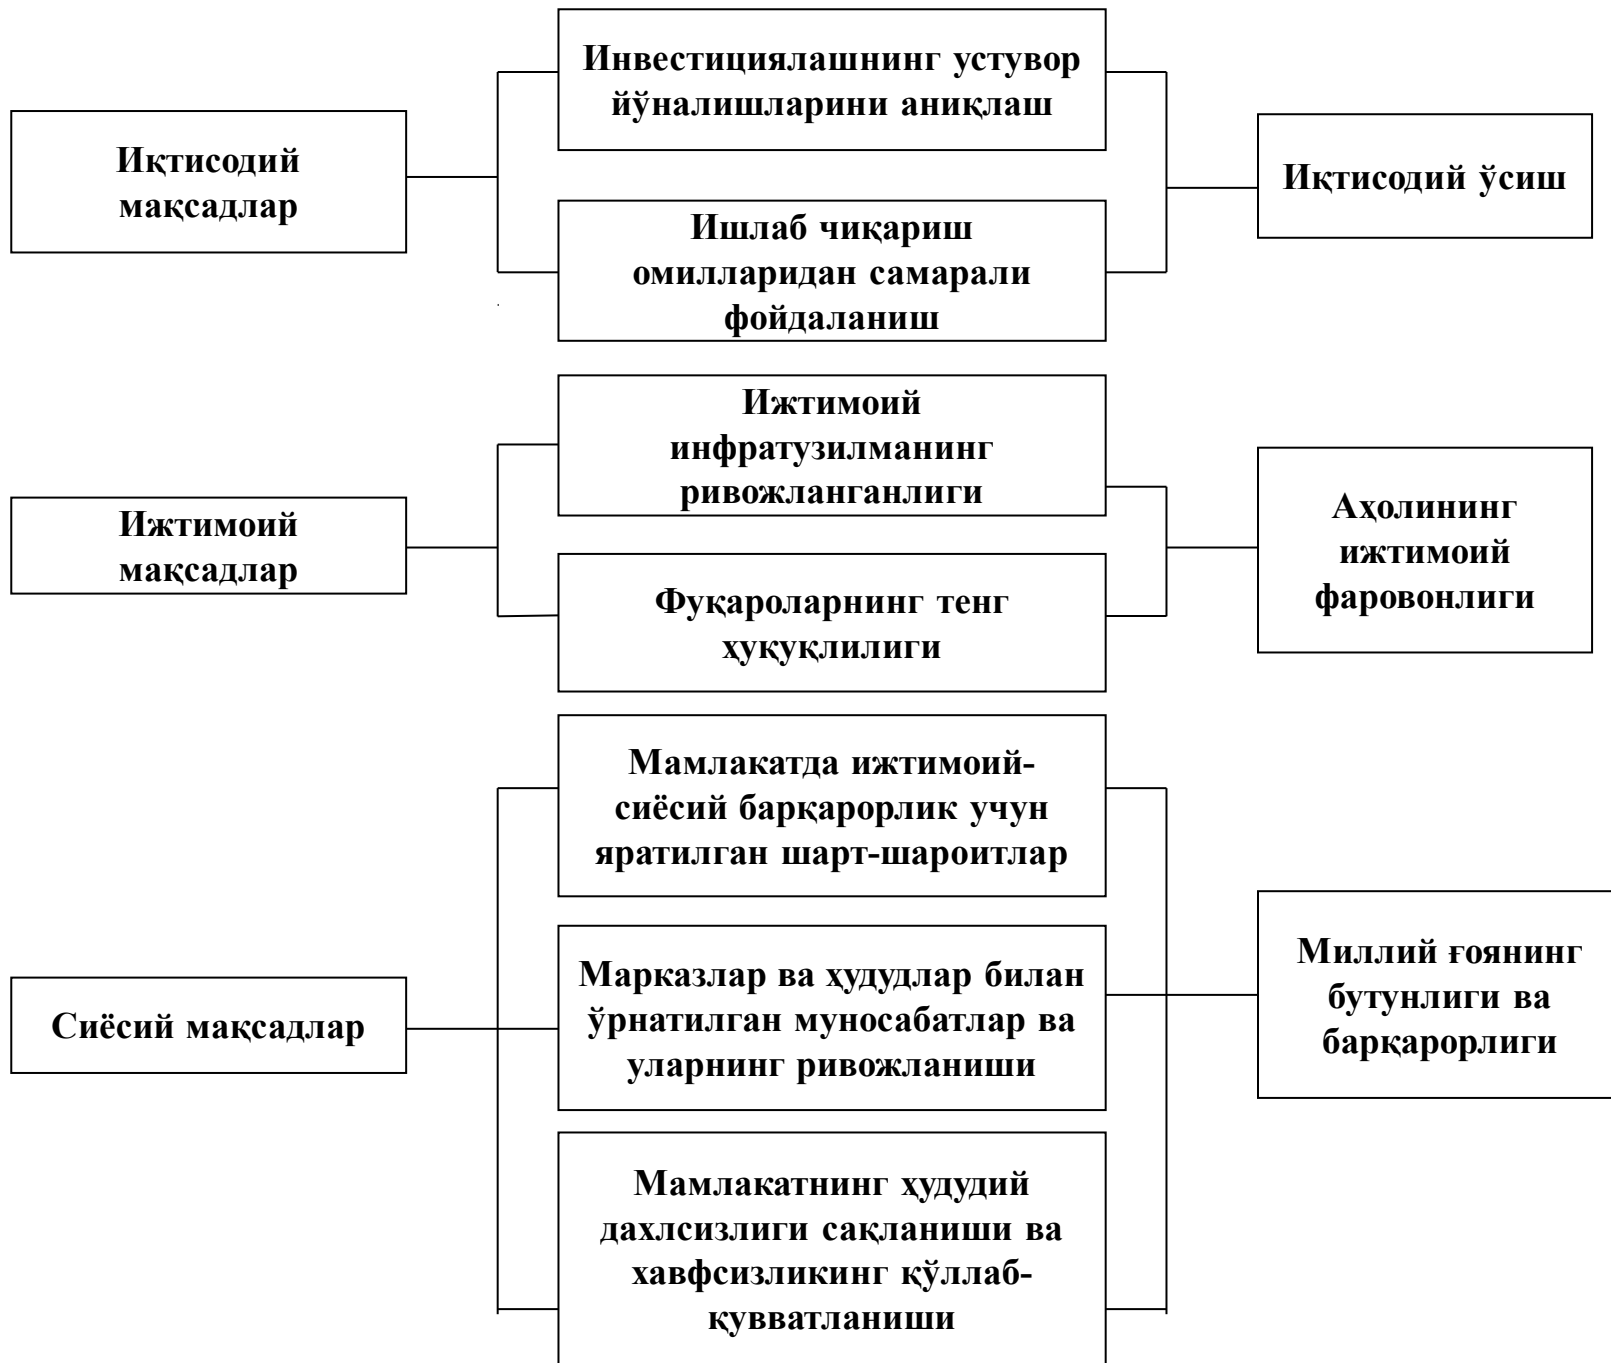 Иқтисодий
мақсадлар
Инвестициялашнинг устувор
йўналишларини аниқлаш
Ишлаб чиқариш
омилларидан самарали
фойдаланиш
Иқтисодий ўсиш
Ижтимоий
мақсадлар
Ижтимоий
инфратузилманинг
ривожланганлиги
Фуқароларнинг тенг
ҳуқуқлилиги
Аҳолининг
ижтимоий
фаровонлиги
Сиёсий мақсадлар
Мамлакатда ижтимоий-
сиёсий барқарорлик учун
яратилган шарт-шароитлар
Марказлар ва ҳудудлар билан
ўрнатилган муносабатлар ва
уларнинг ривожланиши
Мамлакатнинг ҳудудий
дахлсизлиги сақланиши ва
хавфсизликинг қўллаб-
қувватланиши
Миллий ғоянинг
бутунлиги ва
барқарорлиги